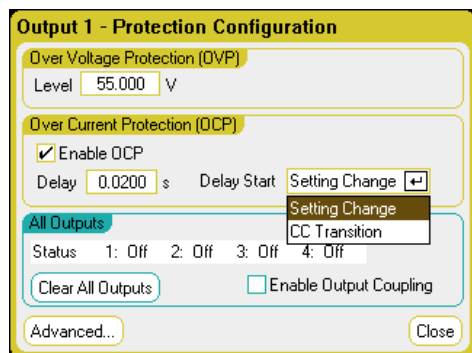 Output 1 - Protection Configuration
Over Voltage Protection (OVP)
Level 55.000 V
Over Current Protection (OCP)
Enable OCP
Delay 0.0200 s Delay Start Setting Change
Setting Change
CC Transition
All Outputs
Status 1: Off 2: Off 3: Off 4: Off
Clear All Outputs Enable Output Coupling
Advanced... Close